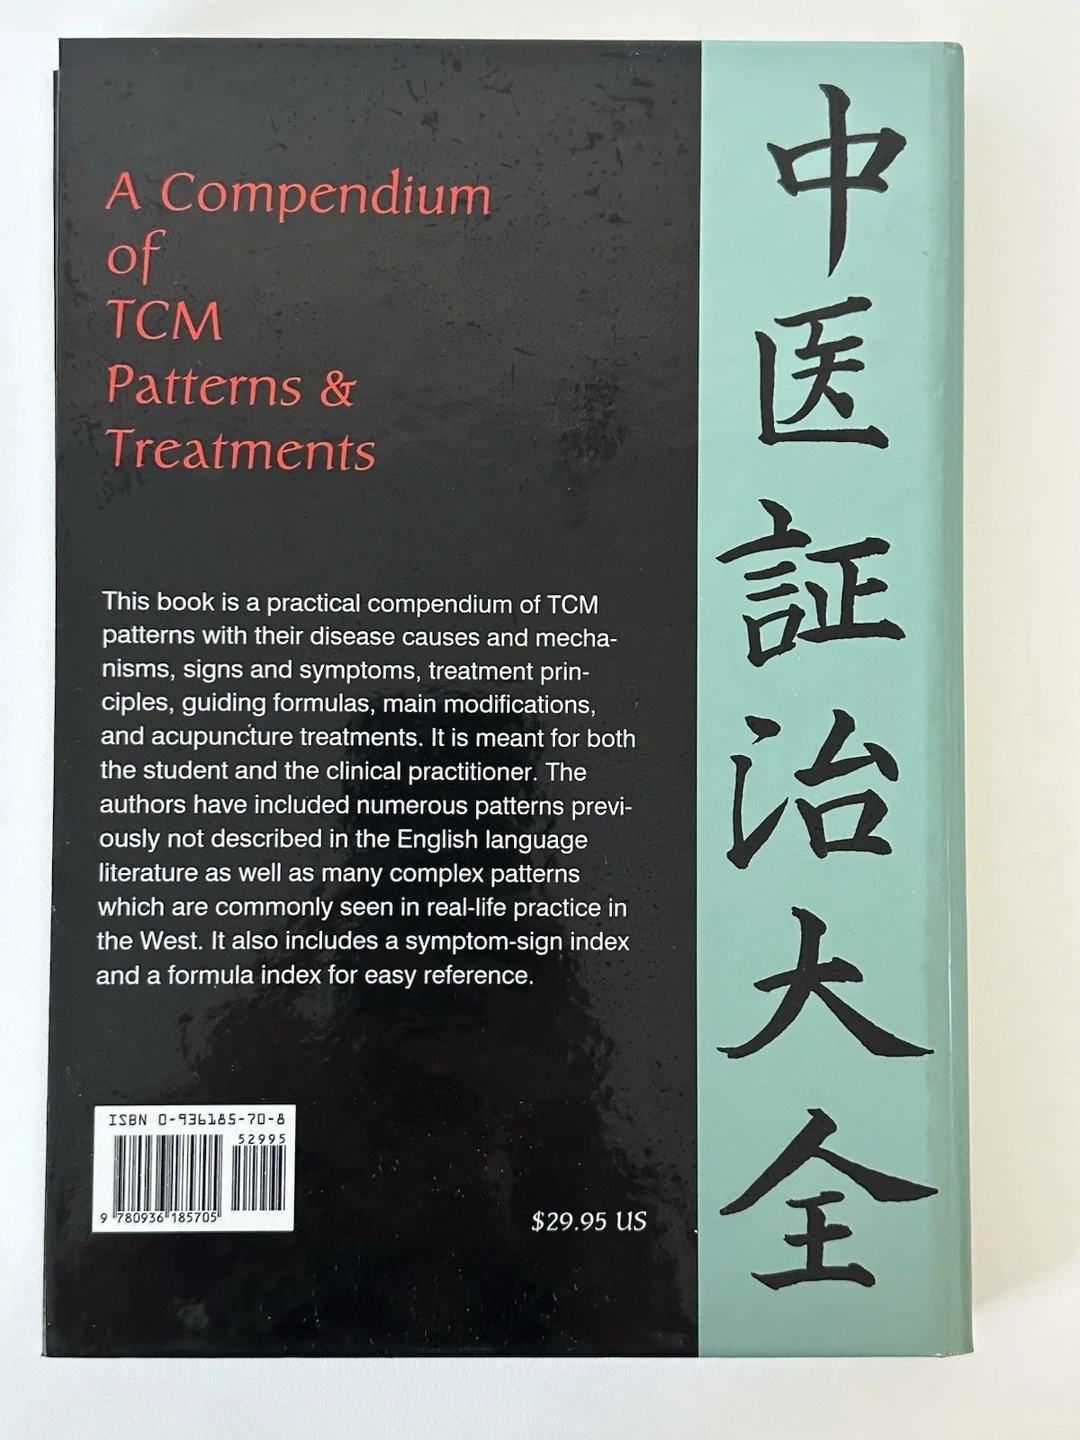 A Compendium
of
TCM
Patterns &
Treatments
This book is a practical compendium of TCM
patterns with their disease causes and mecha-
nisms, signs and symptoms, treatment prin-
ciples, guiding formulas, main modifications,
and acupuncture treatments. It is meant for both
the student and the clinical practitioner. The
authors have included numerous patterns previ-
ously not described in the English language
literature as well as many complex patterns
which are commonly seen in real-life practice in
the West. It also includes a symptom-sign index
and a formula index for easy reference.
ISBN 0-936185-70-8
52995
9 780936 185705
$29.95 US
中
医
証
治
大
全